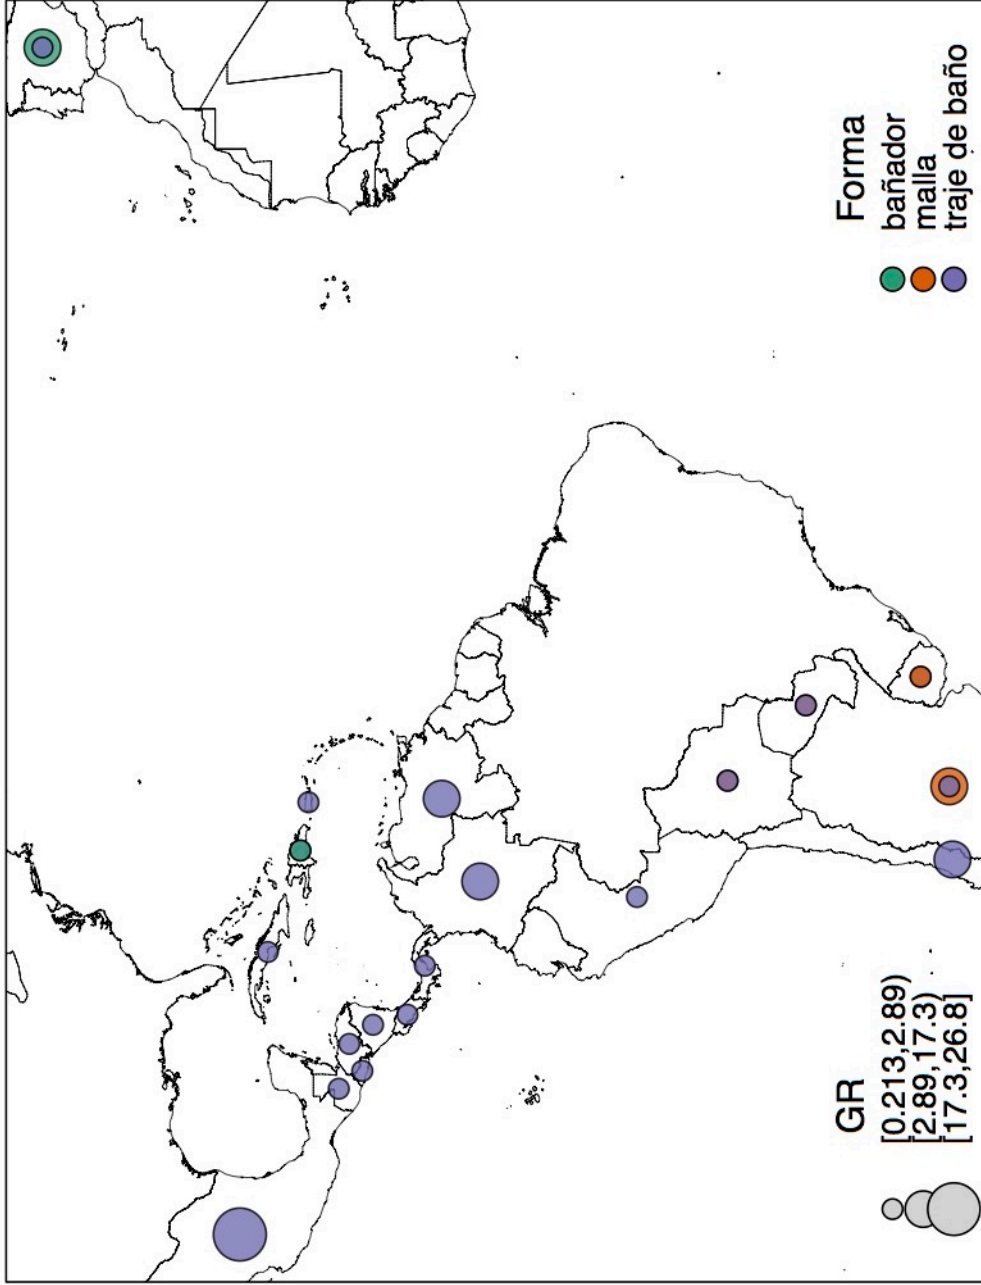 GR
[0.213,2.89)
[2.89,17.3)
[17.3,26.8]
Forma
bañador
malla
traje de baño